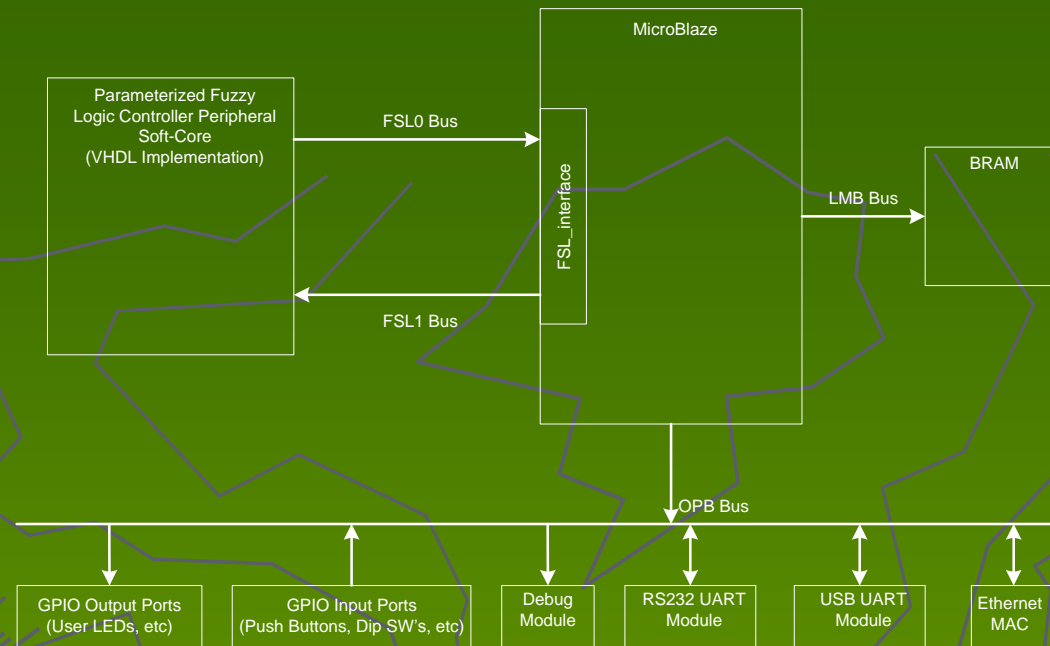 MicroBlaze
Parameterized Fuzzy
Logic Controller Peripheral
Soft-Core
(VHDL Implementation)
FSL0 Bus
FSL_interface
BRAM
LMB Bus
FSL1 Bus
OPB Bus
GPIO Output Ports
(User LEDs, etc)
GPIO Input Ports
(Push Buttons, Dip SW's, etc)
Debug
Module
RS232 UART
Module
USB UART
Module
Ethernet
MAC